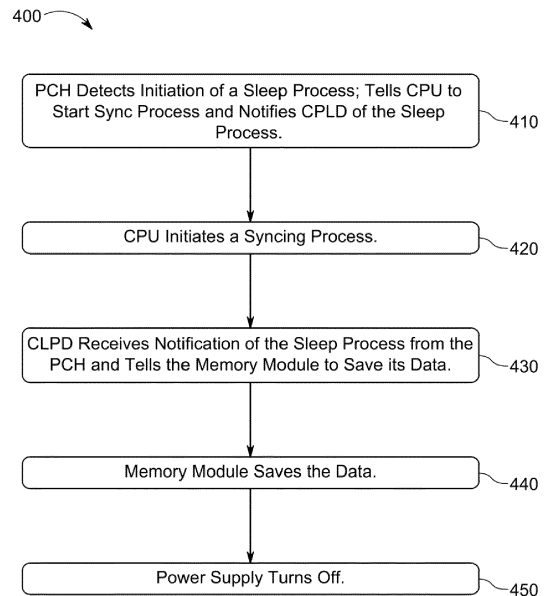 400
PCH Detects Initiation of a Sleep Process; Tells CPU to
Start Sync Process and Notifies CPLD of the Sleep
Process.
410
CPU Initiates a Syncing Process.
420
CLPD Receives Notification of the Sleep Process from the
PCH and Tells the Memory Module to Save its Data.
430
Memory Module Saves the Data.
440
Power Supply Turns Off.
450